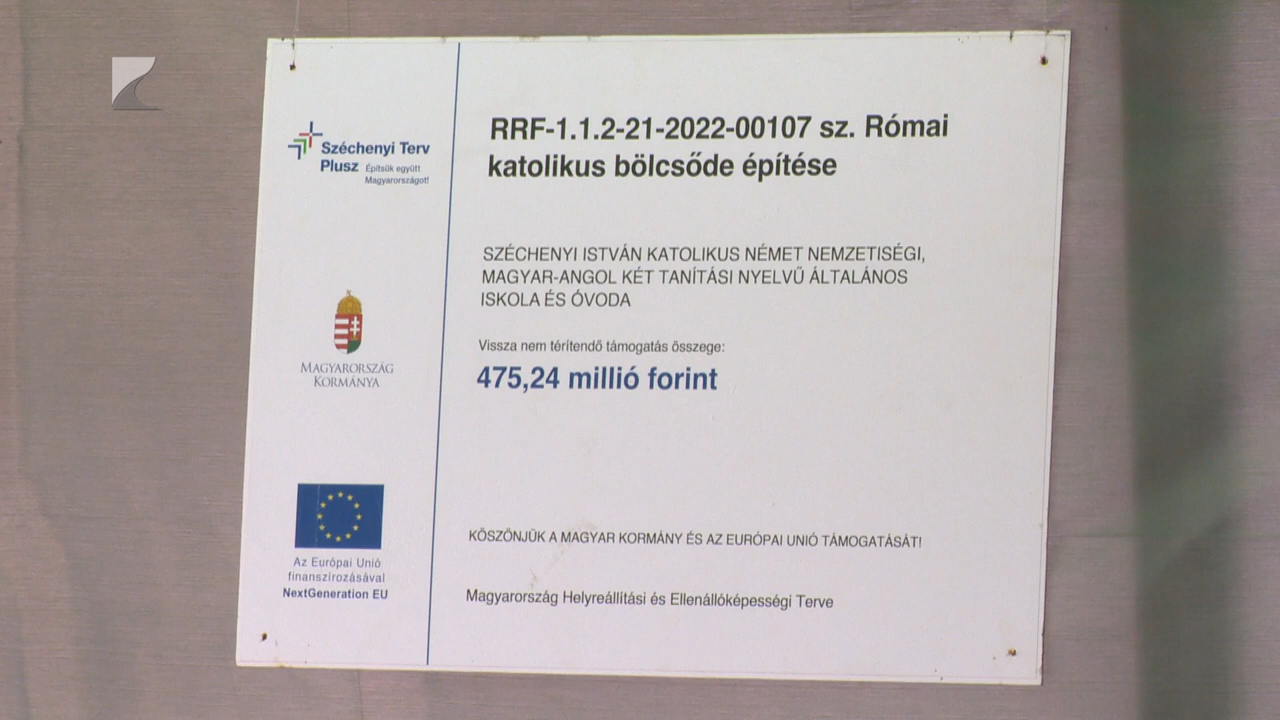 Széchenyi Terv
Plusz Építsük együtt
Magyarországot!
MAGYARORSZÁG
KORMÁNYA
Az Európai Unió
finanszírozásával
NextGeneration EU
RRF-1.1.2-21-2022-00107 sz. Római
katolikus bölcsőde építése
SZÉCHENYI ISTVÁN KATOLIKUS NÉMET NEMZETISÉGI,
MAGYAR-ANGOL KÉT TANÍTÁSI NYELVŰ ÁLTALÁNOS
ISKOLA ÉS ÓVODA
Vissza nem térítendő támogatás összege:
475,24 millió forint
KÖSZÖNJÜK A MAGYAR KORMÁNY ÉS AZ EURÓPAI UNIÓ TÁMOGATÁSÁT!
Magyarország Helyreállítási és Ellenállóképességi Terve